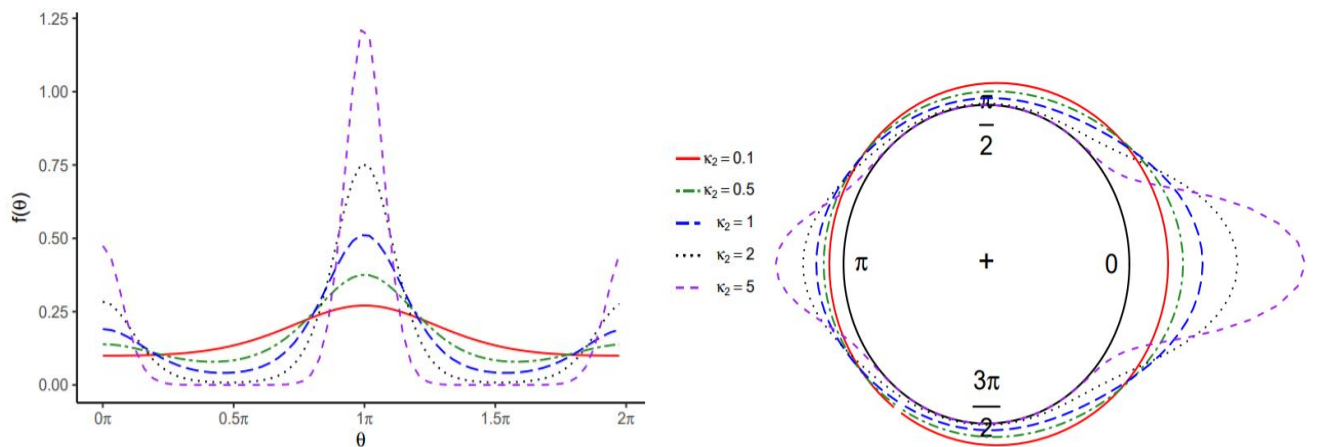 1.25
1.00
0.75
0.50
0.25
0.00
f(θ)
0π
0.5π
1π
1.5π
2π
θ
κ₂ = 0.1
κ₂ = 0.5
κ₂ = 1
κ₂ = 2
κ₂ = 5
π
2
π
+
0
3π
2